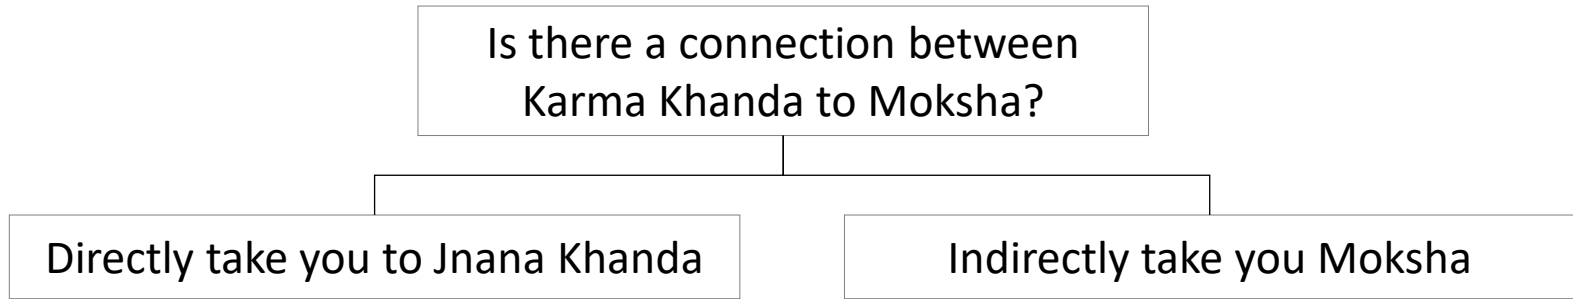 Is there a connection between
Karma Khanda to Moksha?
Directly take you to Jnana Khanda
Indirectly take you Moksha